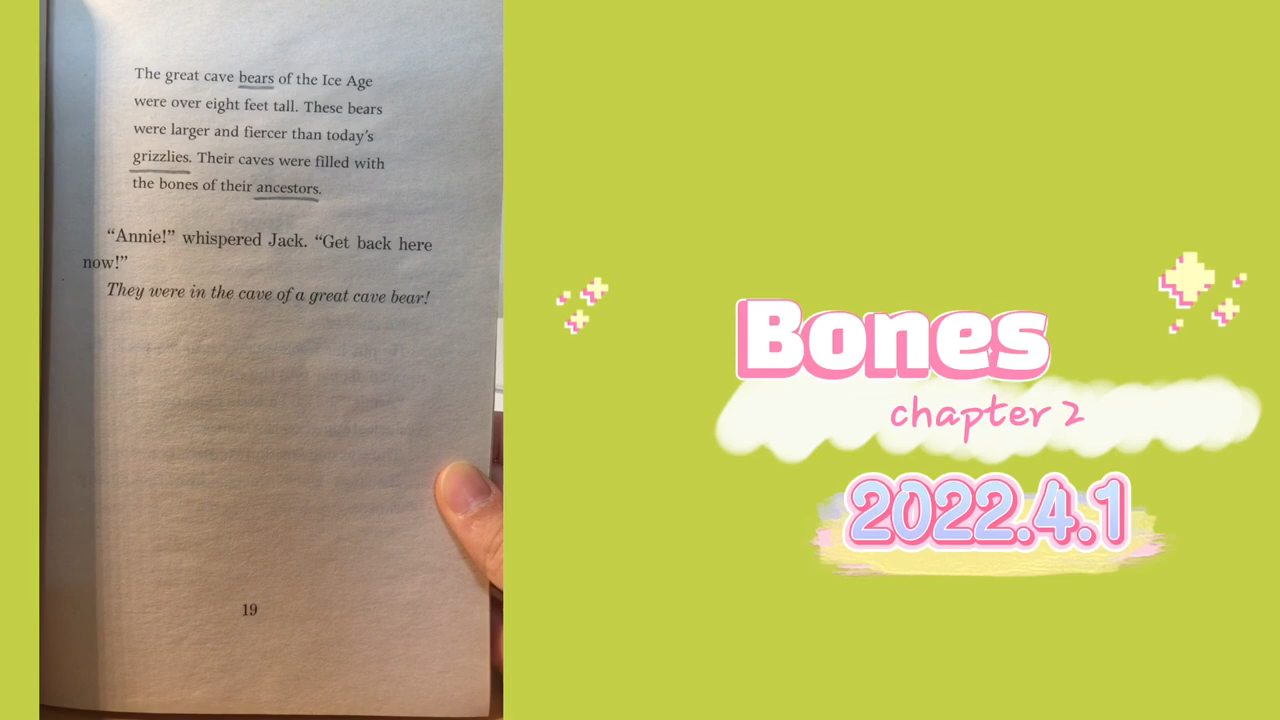 The great cave bears of the Ice Age
were over eight feet tall. These bears
were larger and fiercer than today's
grizzlies. Their caves were filled with
the bones of their ancestors.
“Annie!” whispered Jack. “Get back here
now!”
They were in the cave of a great cave bear!
19
Bones
chapter 2
2022.4.1